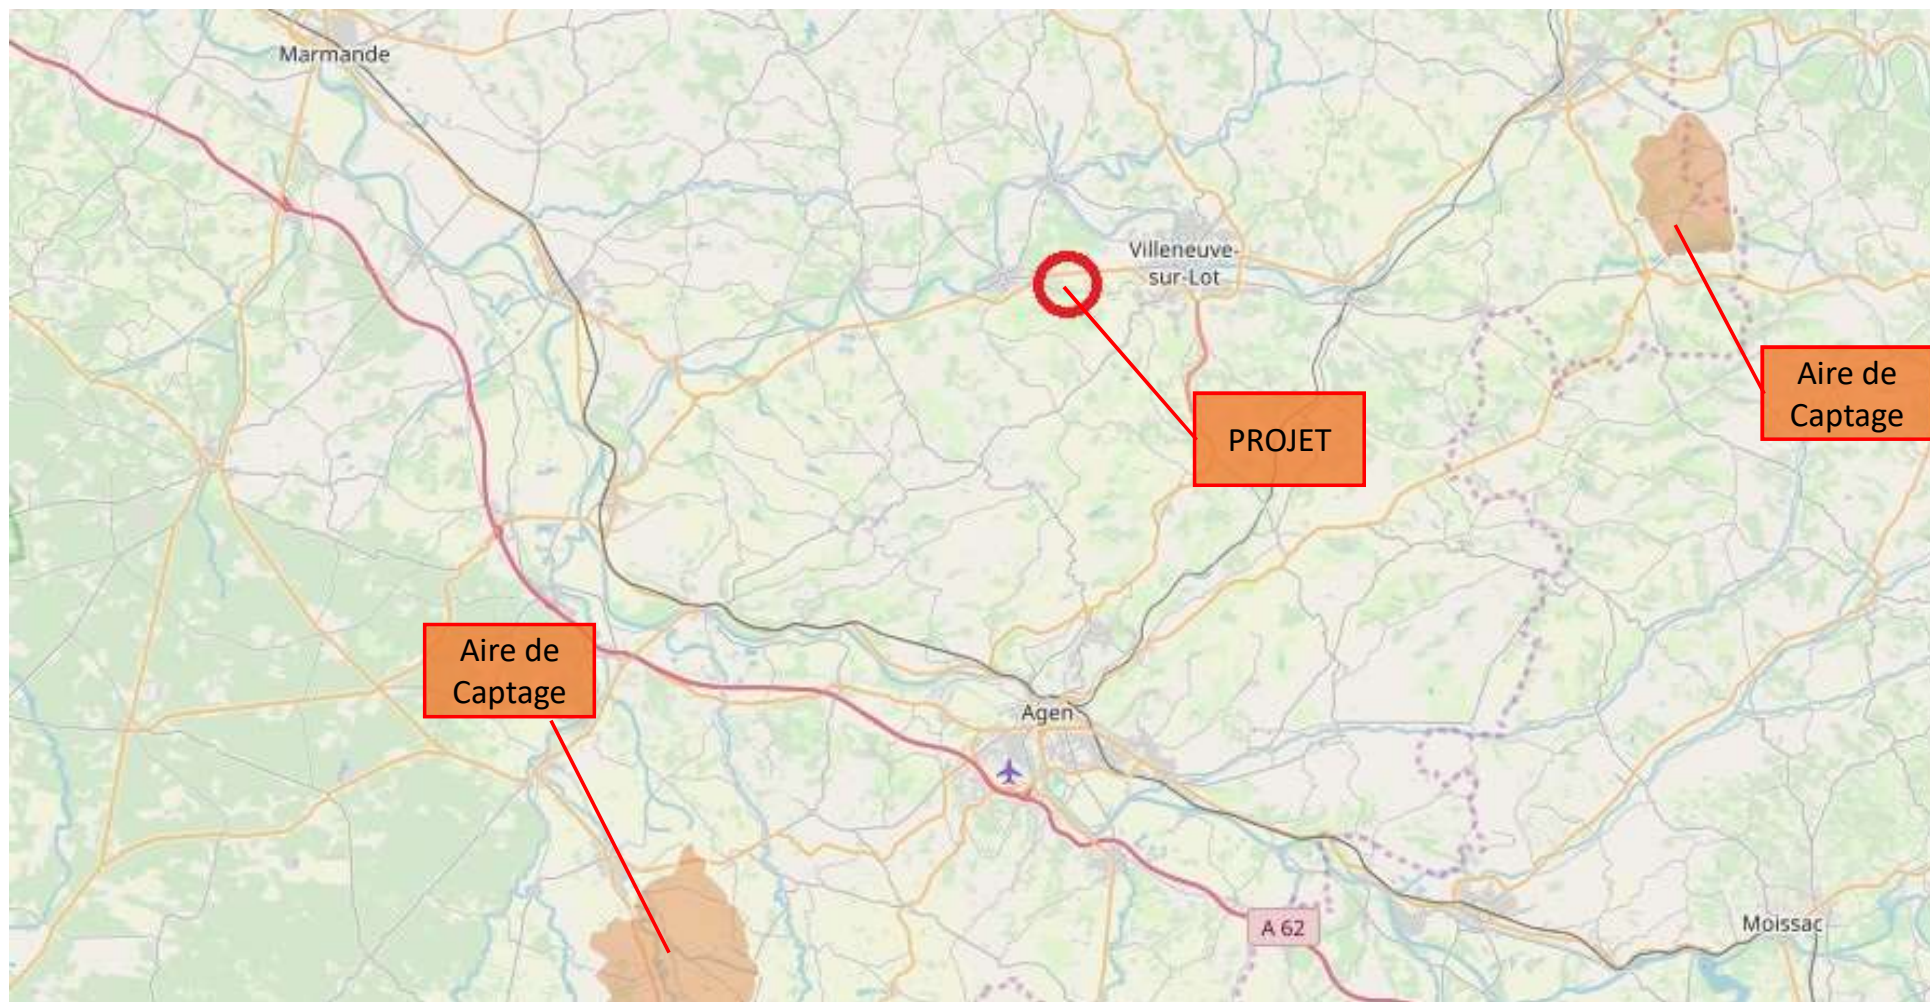 Marmande
Villeneuve-
sur-Lot
Aire de
Captage
PROJET
Aire de
Captage
Agen
A 62
Moissac